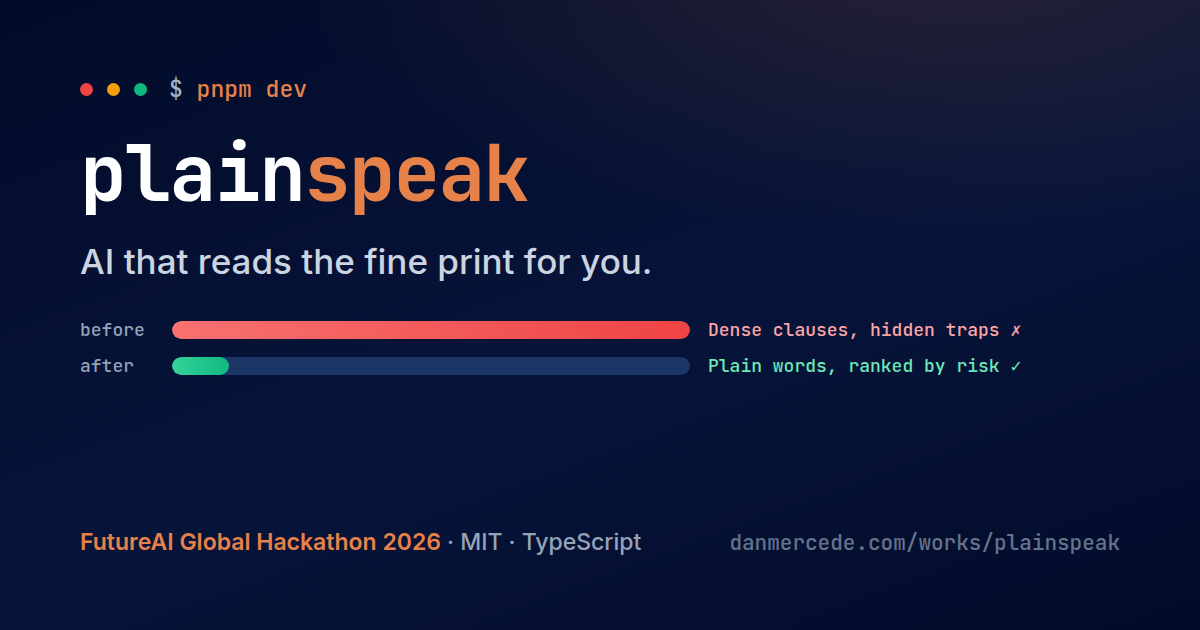 $ pnpm dev
plainspeak
AI that reads the fine print for you.
before Dense clauses, hidden traps ✗
after Plain words, ranked by risk ✓
FutureAI Global Hackathon 2026 · MIT · TypeScript danmercede.com/works/plainspeak